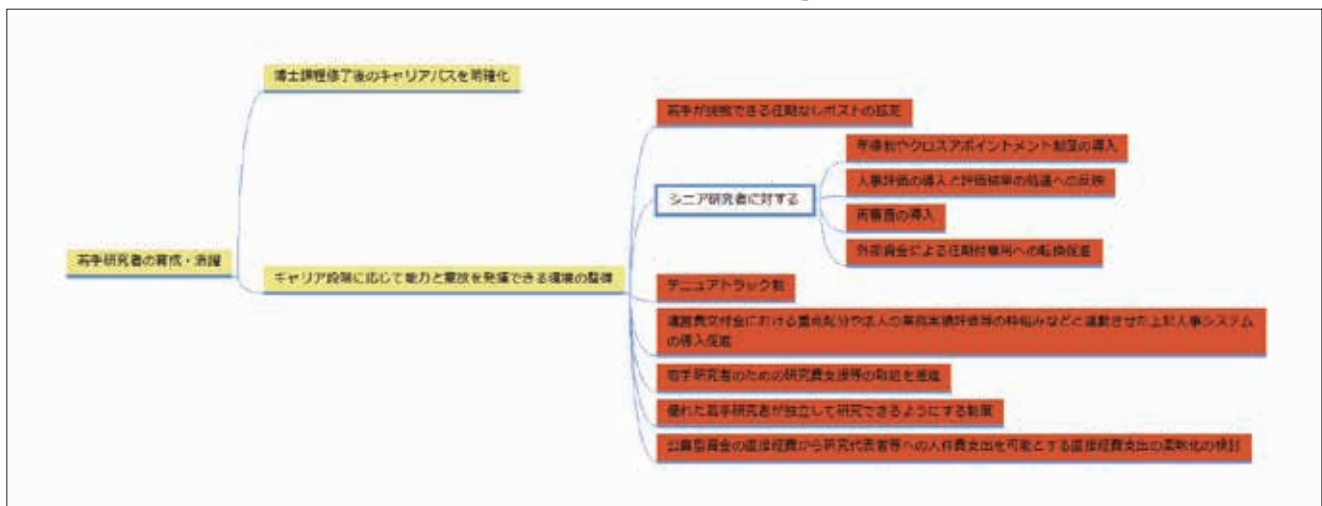 博士課程修了後のキャリアパスを明確化
若手が挑戦できる任期なしポストの拡充
年俸制やクロスアポイントメント制度の導入
人事評価の導入と評価結果の処遇への反映
シニア研究者に対する
再審査の導入
外部資金による任期付雇用への転換促進
若手研究者の育成・活躍
キャリア段階に応じて能力と意欲を発揮できる環境の整備
テニュアトラック制
運営費交付金における重点配分や法人の業務実績評価等の枠組みなどと連動させた上記人事システム
の導入促進
若手研究者のための研究費支援等の取組を推進
優れた若手研究者が独立して研究できるようにする制度
公募型資金の直接経費から研究代表者等への人件費支出を可能とする直接経費支出の柔軟化の検討